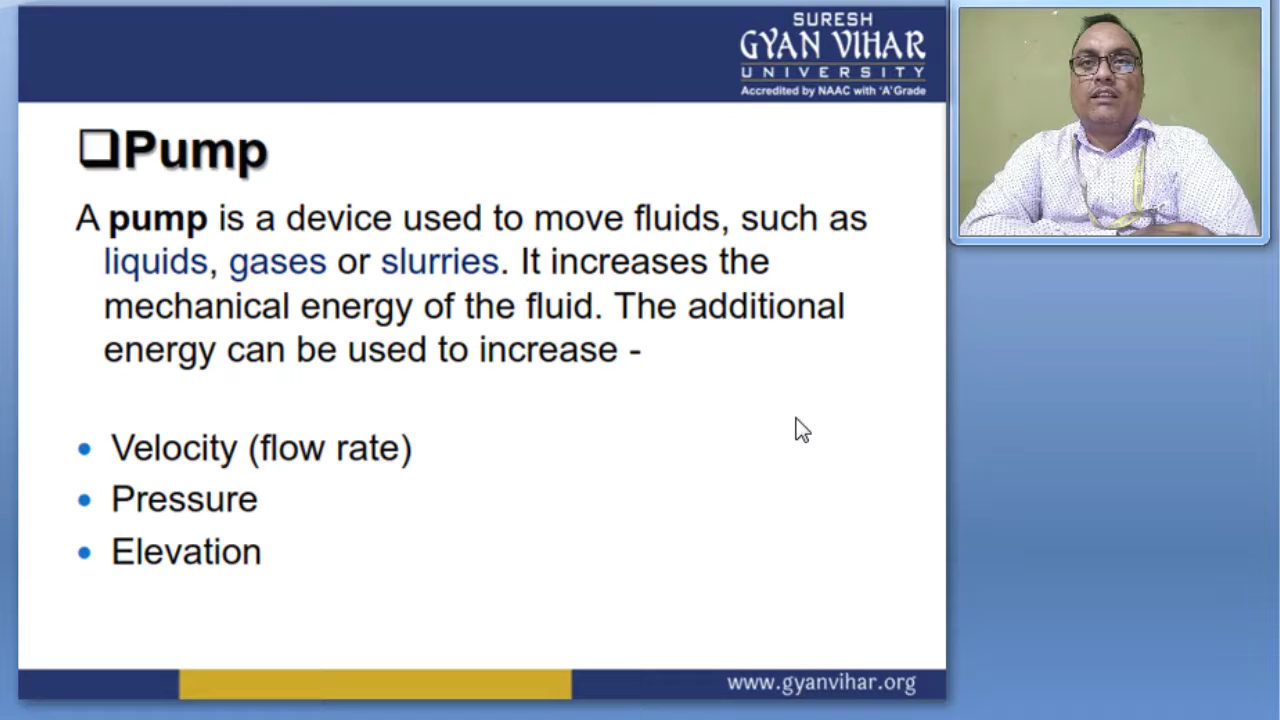 SURESH
GYAN VIHAR
UNIVERSITY
Accredited by NAAC with 'A' Grade
Pump
A pump is a device used to move fluids, such as
liquids, gases or slurries. It increases the
mechanical energy of the fluid. The additional
energy can be used to increase -
• Velocity (flow rate)
• Pressure
• Elevation
www.gyanvihar.org